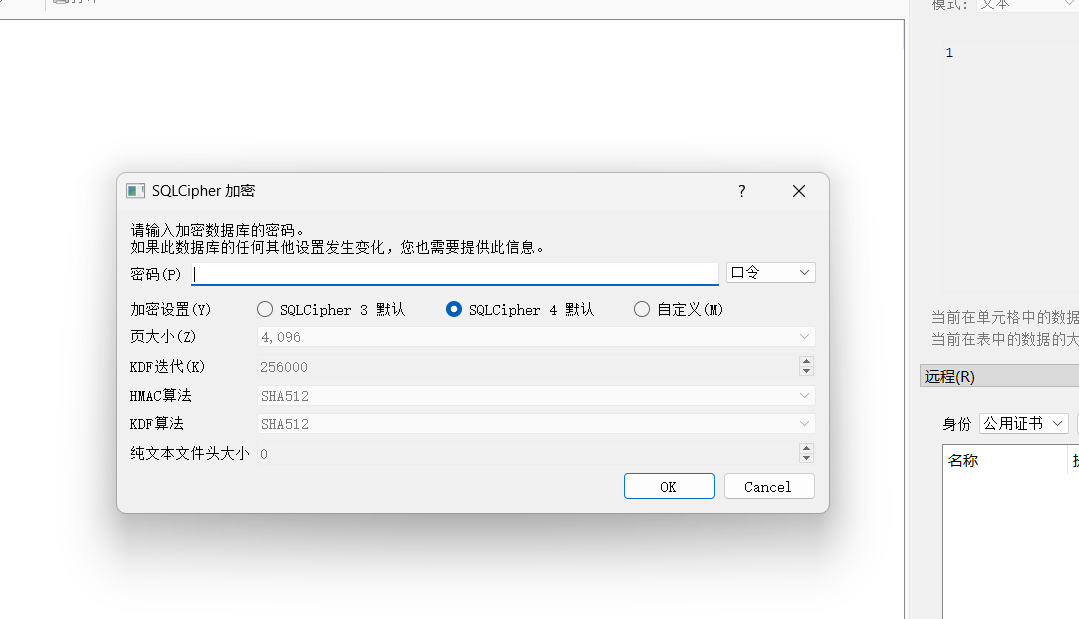 模式： 文本
1
SQLCipher 加密
?
请输入加密数据库的密码。
如果此数据库的任何其他设置发生变化，您也需要提供此信息。
密码(P)
口令
加密设置(Y)
SQLCipher 3 默认
SQLCipher 4 默认
自定义(M)
页大小(Z)
4,096
KDF迭代(K)
256000
HMAC算法
SHA512
KDF算法
SHA512
纯文本文件头大小
0
OK
Cancel
当前在单元格中的数据
当前在表中的数据的大
远程(R)
身份
公用证书
名称